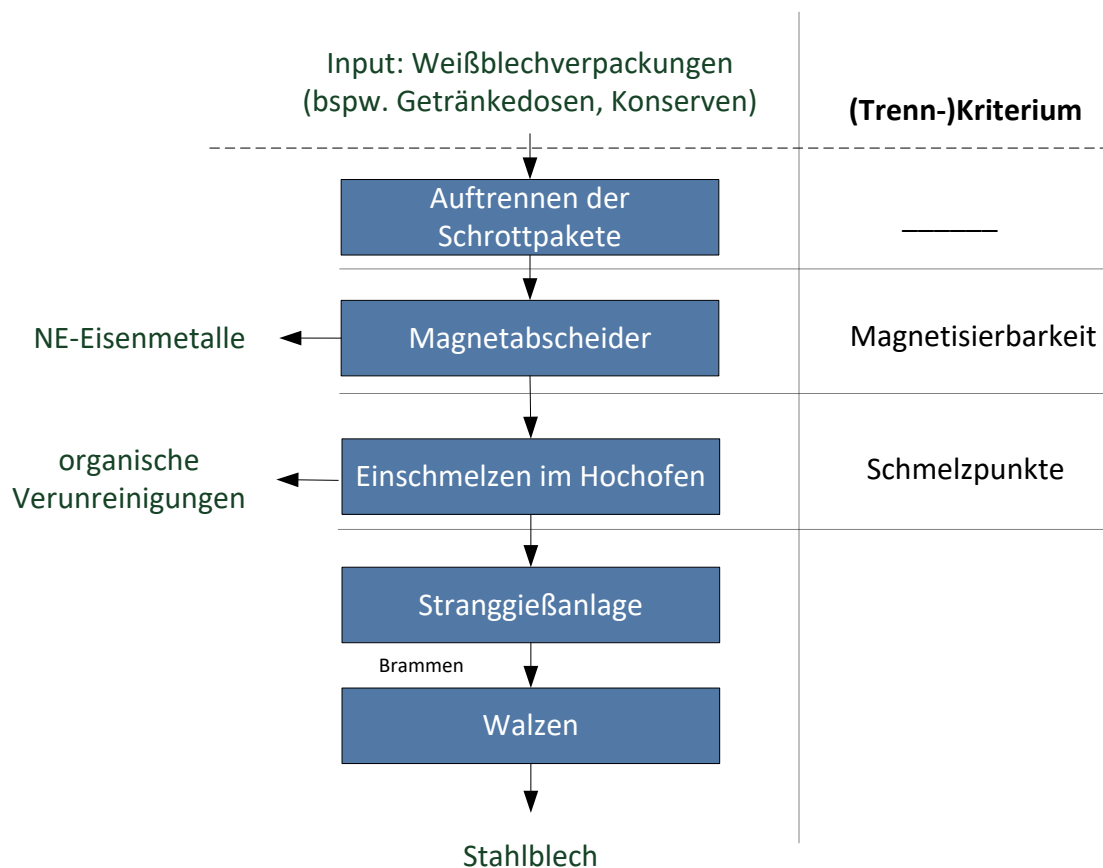 Input: Weißblechverpackungen
(bspw. Getränkedosen, Konserven)
(Trenn-)Kriterium
Auftrennen der
Schrottpakete
______
NE-Eisenmetalle
Magnetabscheider
Magnetisierbarkeit
organische
Verunreinigungen
Einschmelzen im Hochofen
Schmelzpunkte
Stranggießanlage
Brammen
Walzen
Stahlblech